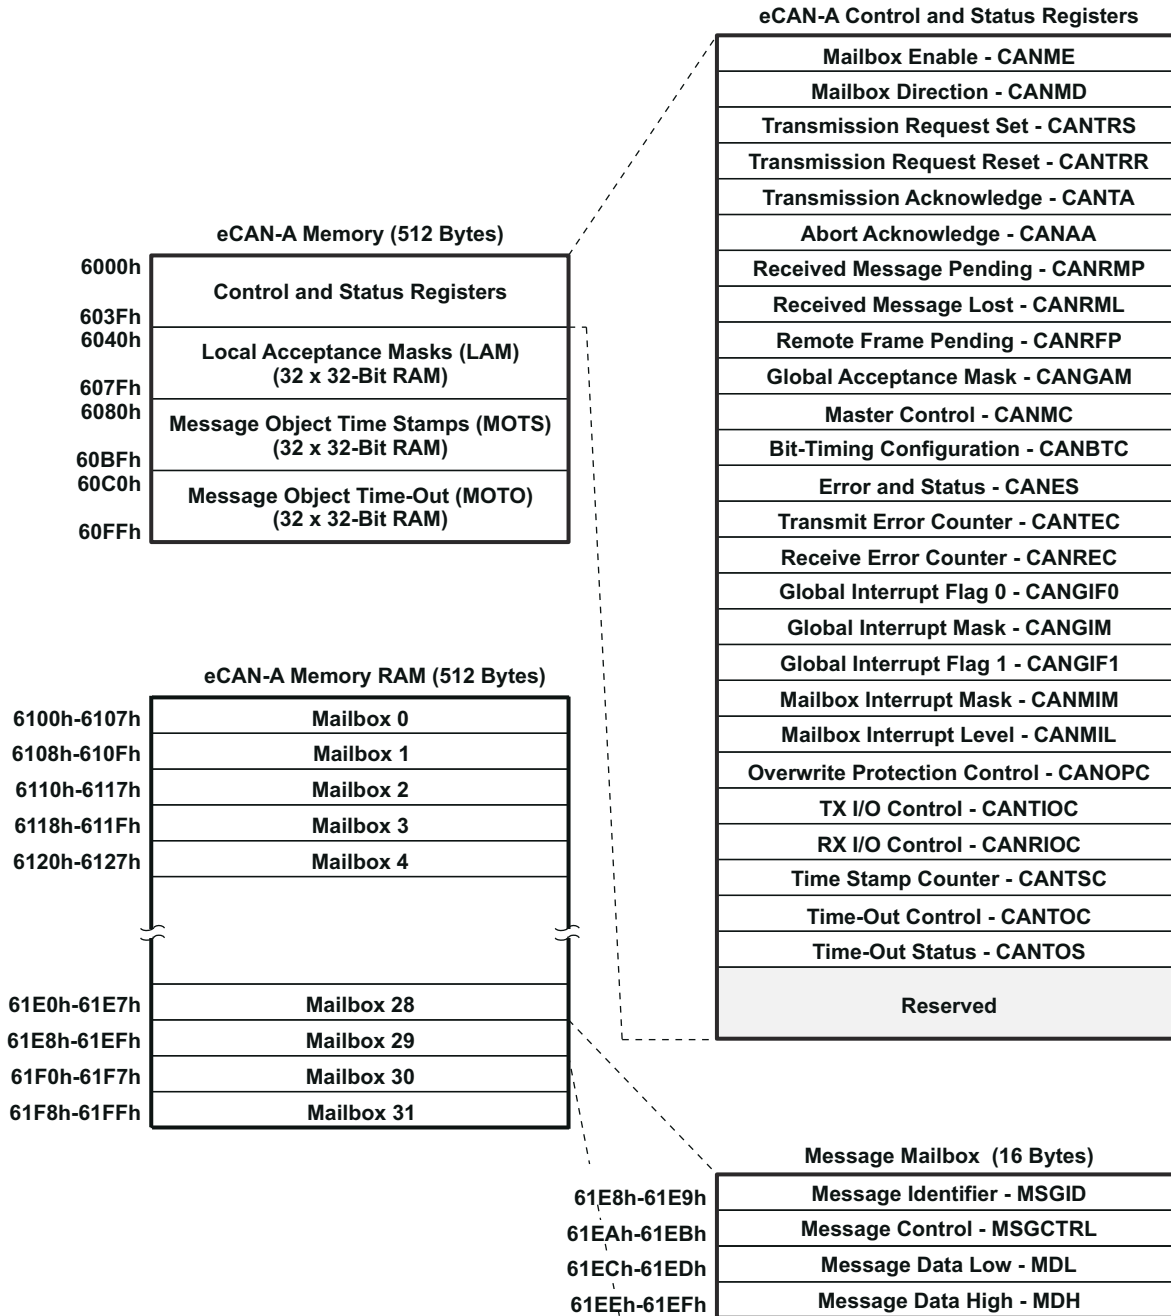 eCAN-A Control and Status Registers
Mailbox Enable - CANME
Mailbox Direction - CANMD
Transmission Request Set - CANTRS
Transmission Request Reset - CANTRR
Transmission Acknowledge - CANTA
Abort Acknowledge - CANAA
Received Message Pending - CANRMP
Received Message Lost - CANRML
Remote Frame Pending - CANRFP
Global Acceptance Mask - CANGAM
Master Control - CANMC
Bit-Timing Configuration - CANBTC
Error and Status - CANES
Transmit Error Counter - CANTEC
Receive Error Counter - CANREC
Global Interrupt Flag 0 - CANGIF0
Global Interrupt Mask - CANGIM
Global Interrupt Flag 1 - CANGIF1
Mailbox Interrupt Mask - CANMIM
Mailbox Interrupt Level - CANMIL
Overwrite Protection Control - CANOPC
TX I/O Control - CANTIOC
RX I/O Control - CANRIOC
Time Stamp Counter - CANTSC
Time-Out Control - CANTOC
Time-Out Status - CANTOS
Reserved
eCAN-A Memory (512 Bytes)
6000h
Control and Status Registers
603Fh
6040h
Local Acceptance Masks (LAM)
(32 x 32-Bit RAM)
607Fh
6080h
Message Object Time Stamps (MOTS)
(32 x 32-Bit RAM)
60BFh
60C0h
Message Object Time-Out (MOTO)
(32 x 32-Bit RAM)
60FFh
eCAN-A Memory RAM (512 Bytes)
6100h-6107h Mailbox 0
6108h-610Fh Mailbox 1
6110h-6117h Mailbox 2
6118h-611Fh Mailbox 3
6120h-6127h Mailbox 4
61E0h-61E7h Mailbox 28
61E8h-61EFh Mailbox 29
61F0h-61F7h Mailbox 30
61F8h-61FFh Mailbox 31
Message Mailbox (16 Bytes)
61E8h-61E9h Message Identifier - MSGID
61EAh-61EBh Message Control - MSGCTRL
61ECh-61EDh Message Data Low - MDL
61EEh-61EFh Message Data High - MDH